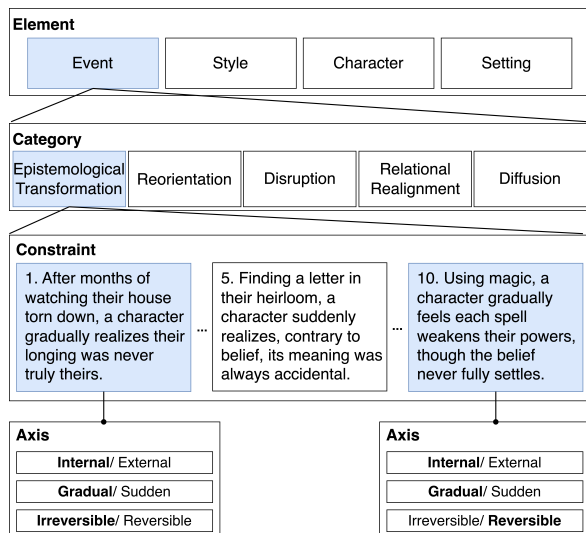 Element
Event
Style
Character
Setting
Category
Epistemological
Transformation
Reorientation
Disruption
Relational
Realignment
Diffusion
Constraint
1. After months of
watching their house
torn down, a character
gradually realizes their
longing was never
truly theirs.
...
5. Finding a letter in
their heirloom, a
character suddenly
realizes, contrary to
belief, its meaning was
always accidental.
...
10. Using magic, a
character gradually
feels each spell
weakens their powers,
though the belief
never fully settles.
Axis
Internal/ External
Gradual/ Sudden
Irreversible/ Reversible
Axis
Internal/ External
Gradual/ Sudden
Irreversible/ Reversible